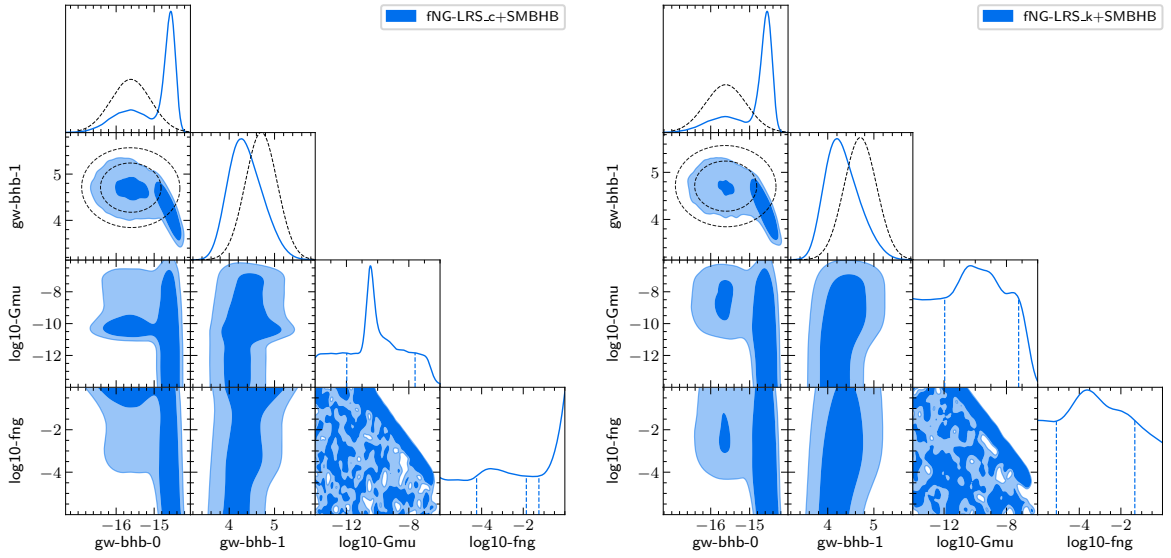 fNG-LRS_c+SMBHB
gw-bhb-1
5
4
log10-Gmu
−8
−10
−12
log10-fng
−2
−4
−16 −15
gw-bhb-0
4 5
gw-bhb-1
−12 −8
log10-Gmu
−4 −2
log10-fng
fNG-LRS_k+SMBHB
gw-bhb-1
5
4
log10-Gmu
−8
−10
−12
log10-fng
−2
−4
−16 −15
gw-bhb-0
4 5
gw-bhb-1
−12 −8
log10-Gmu
−4 −2
log10-fng